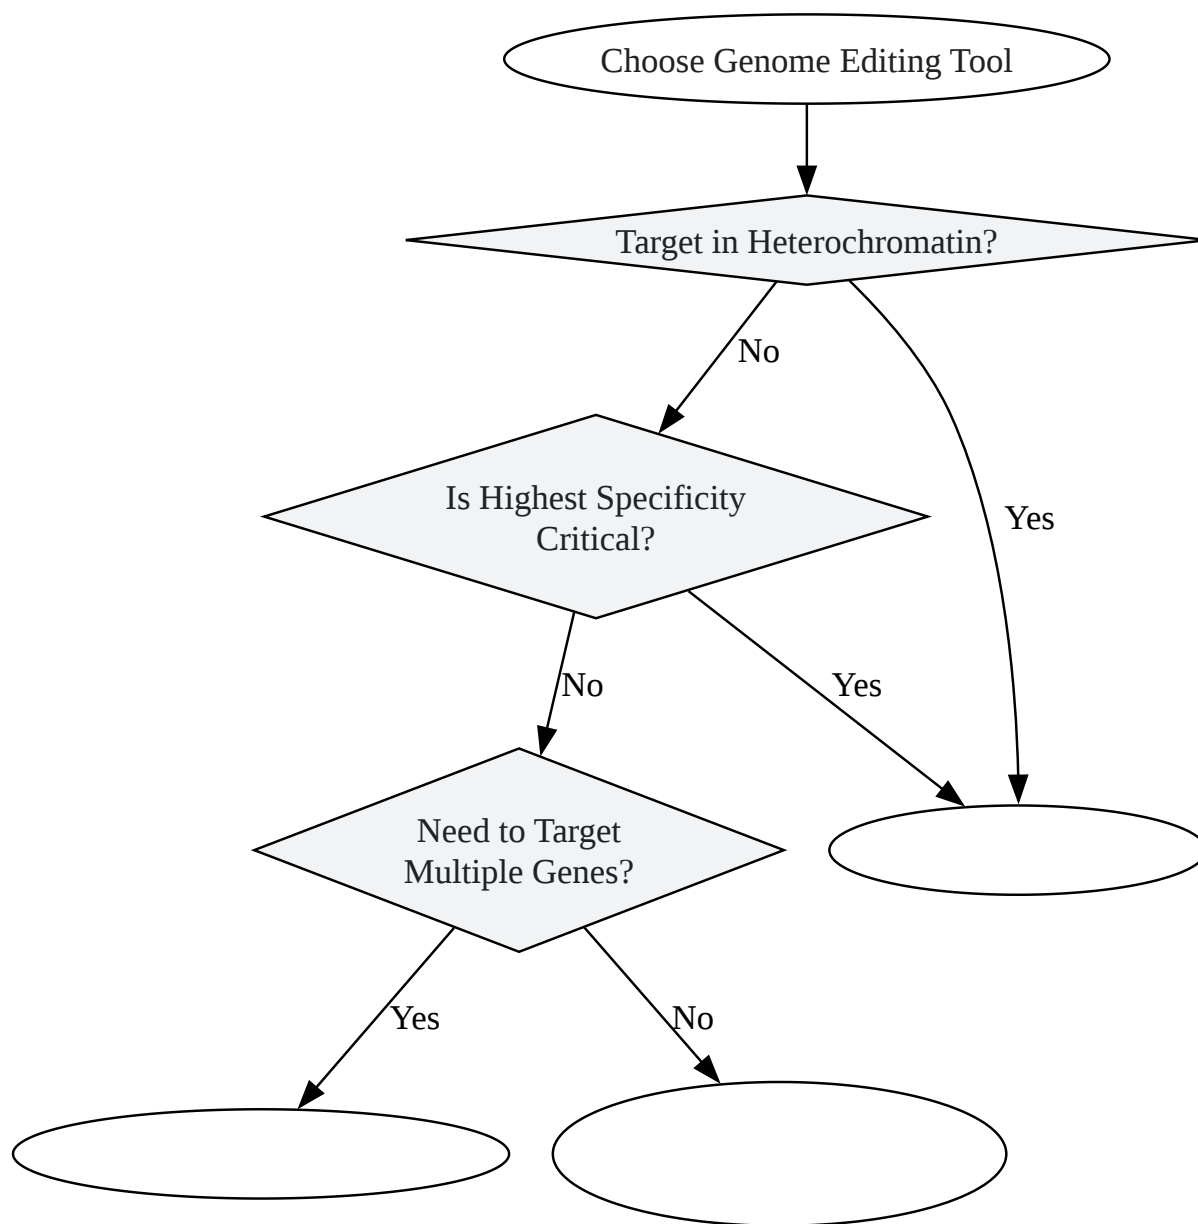 Choose Genome Editing Tool
Target in Heterochromatin?
No
Is Highest Specificity
Critical?
Yes
No
Yes
Need to Target
Multiple Genes?
Yes
No